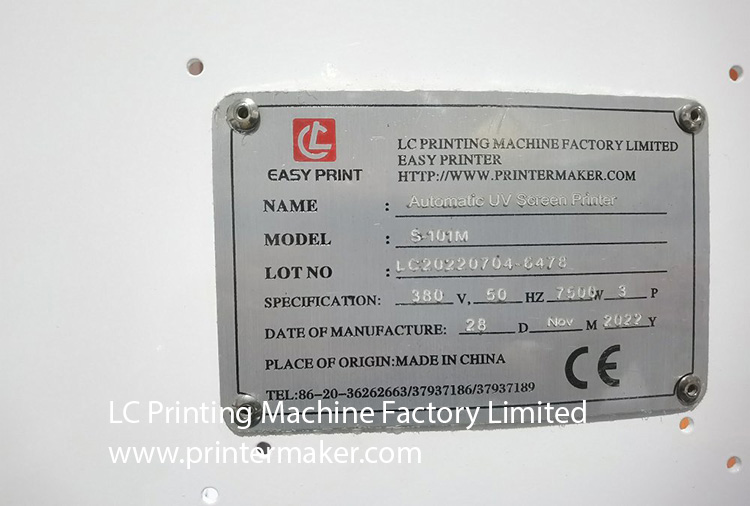 LC PRINTING MACHINE FACTORY LIMITED
EASY PRINTER
HTTP://WWW.PRINTERMAKER.COM
LC
EASY PRINT
NAME : Automatic UV Screen Printer
MODEL : S-101M
LOT NO : LC20220704-6478
SPECIFICATION: 380 V, 50 HZ 7500W 3 P
DATE OF MANUFACTURE: 28 D Nov M 2022 Y
PLACE OF ORIGIN:MADE IN CHINA
CE
TEL:86-20-36262663/37937186/37937189
LC Printing Machine Factory Limited
www.printermaker.com